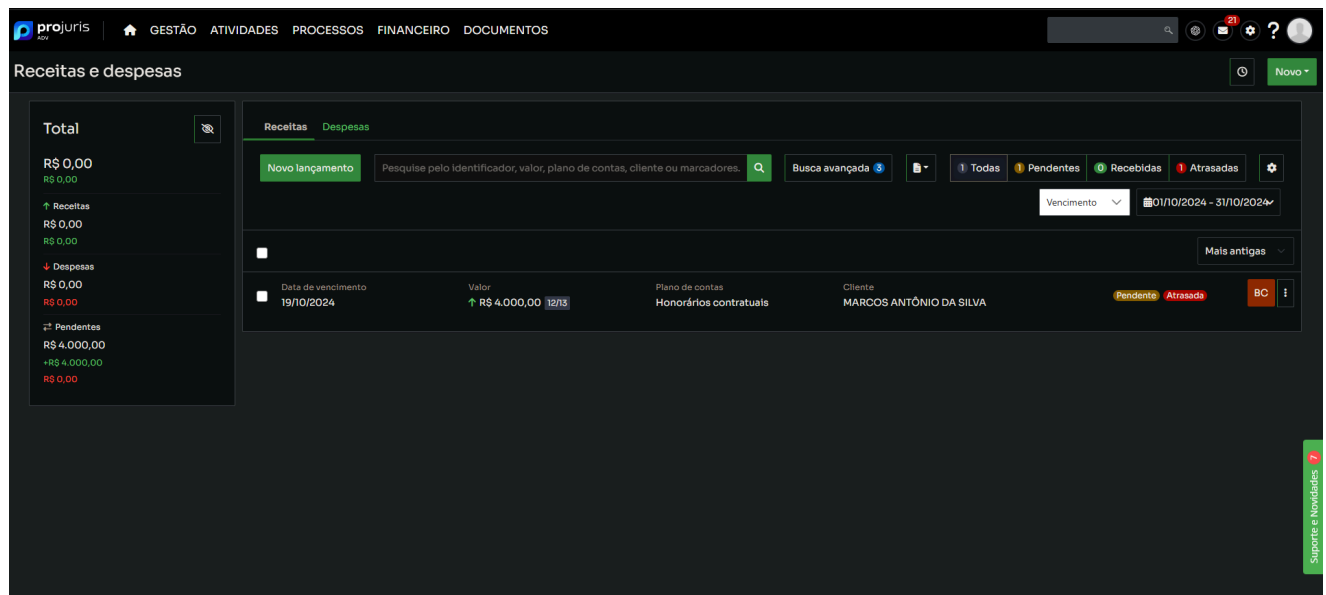 projuris
ADV
GESTÃO ATIVIDADES PROCESSOS FINANCEIRO DOCUMENTOS
21
?
Receitas e despesas
Novo
Total
R$ 0,00
R$ 0,00
Receitas
R$ 0,00
R$ 0,00
Despesas
R$ 0,00
R$ 0,00
Pendentes
R$ 4.000,00
+R$ 4.000,00
R$ 0,00
Receitas Despesas
Novo lançamento Pesquise pelo identificador, valor, plano de contas, cliente ou marcadores. Busca avançada 3 1 Todas 1 Pendentes 0 Recebidas 1 Atrasadas
Vencimento 01/10/2024 - 31/10/2024
Mais antigas
Data de vencimento Valor Plano de contas Cliente
19/10/2024 R$ 4.000,00 12/13 Honorários contratuais MARCOS ANTÔNIO DA SILVA Pendente Atrasada BC
Suporte e Novidades 7